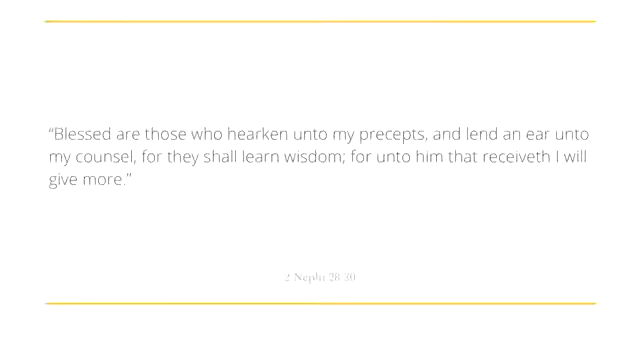 “Blessed are those who hearken unto my precepts, and lend an ear unto
my counsel, for they shall learn wisdom; for unto him that receiveth I will
give more.”
2 Nephi 28 30